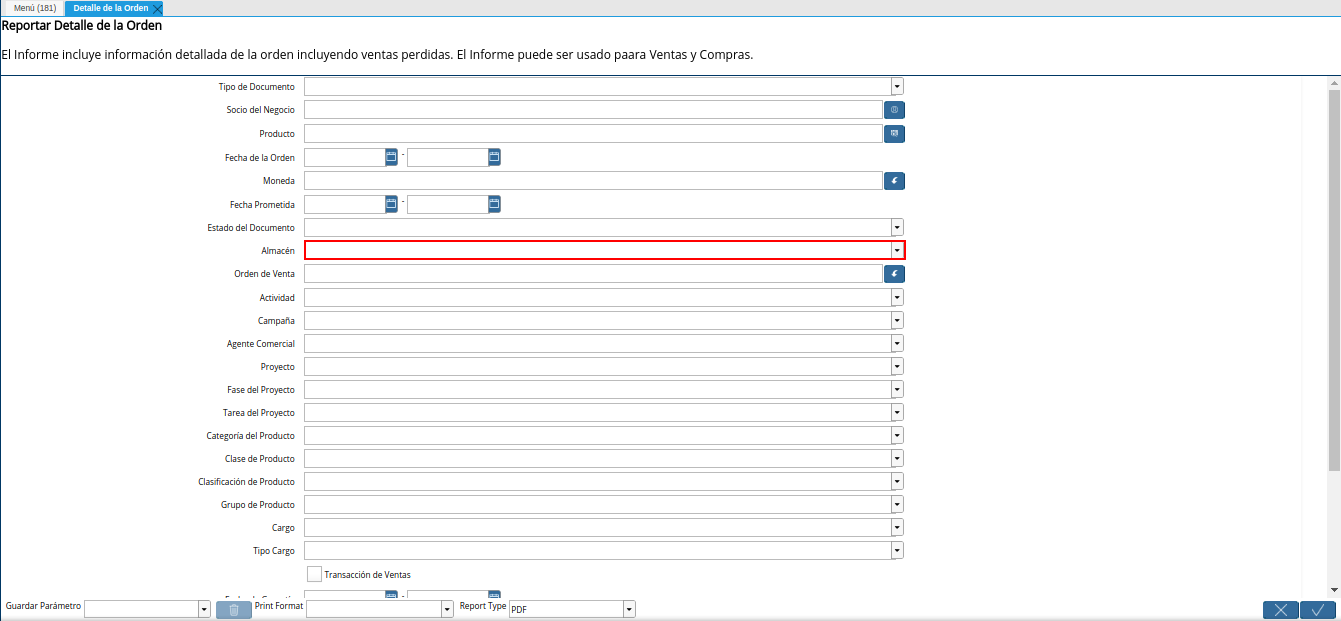 Menú (181)
Detalle de la Orden
Reportar Detalle de la Orden
El Informe incluye información detallada de la orden incluyendo ventas perdidas. El Informe puede ser usado paara Ventas y Compras.
Tipo de Documento
Socio del Negocio
Producto
Fecha de la Orden -
Moneda
Fecha Prometida -
Estado del Documento
Almacén
Orden de Venta
Actividad
Campaña
Agente Comercial
Proyecto
Fase del Proyecto
Tarea del Proyecto
Categoría del Producto
Clase de Producto
Clasificación de Producto
Grupo de Producto
Cargo
Tipo Cargo
Transacción de Ventas
Guardar Parámetro
Print Format
Report Type PDF